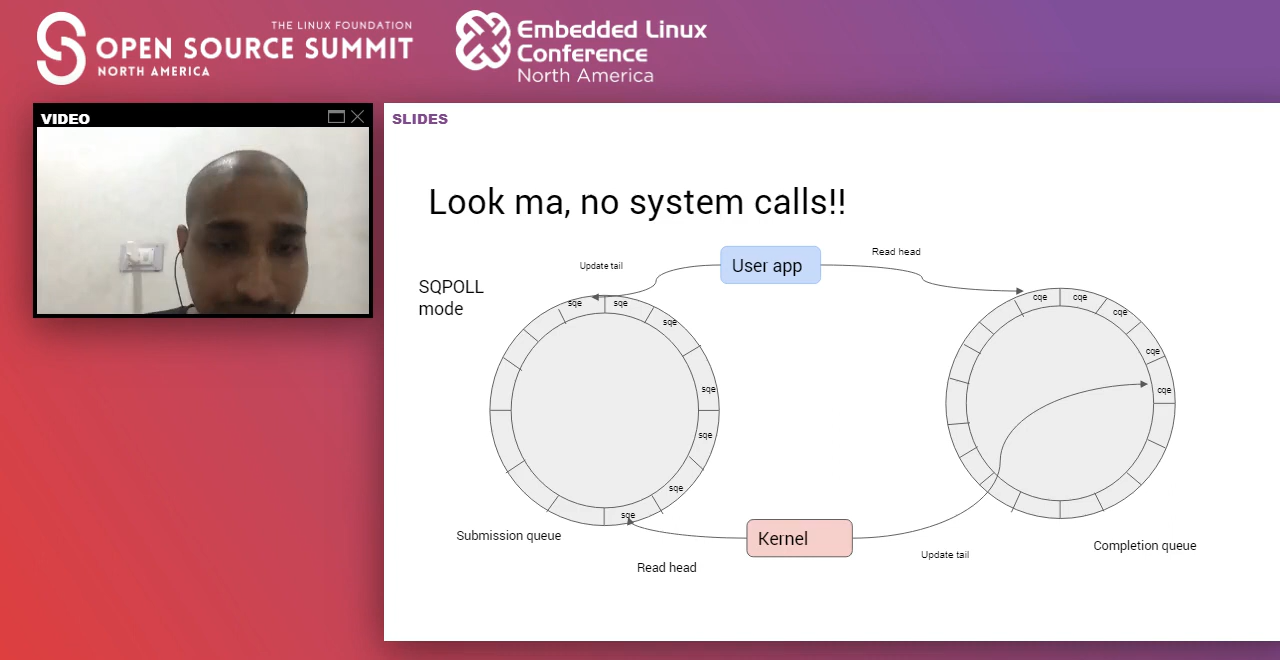 THE LINUX FOUNDATION
OPEN SOURCE SUMMIT
NORTH AMERICA
Embedded Linux
Conference
North America
VIDEO
SLIDES
Look ma, no system calls!!
SQPOLL
mode
Update tail
User app
Read head
sqe
sqe
sqe
sqe
sqe
sqe
sqe
cqe
cqe
cqe
cqe
cqe
Submission queue
Kernel
Read head
Update tail
Completion queue